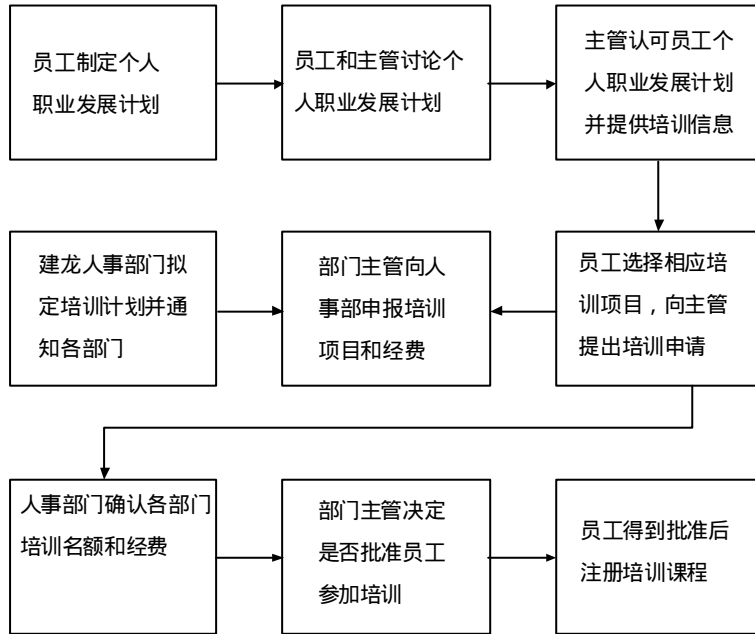 员工制定个人
职业发展计划
员工和主管讨论个
人职业发展计划
主管认可员工个
人职业发展计划
并提供培训信息
建龙人事部门拟
定培训计划并通
知各部门
部门主管向人
事部申报培训
项目和经费
员工选择相应培
训项目，向主管
提出培训申请
人事部门确认各部门
培训名额和经费
部门主管决定
是否批准员工
参加培训
员工得到批准后
注册培训课程